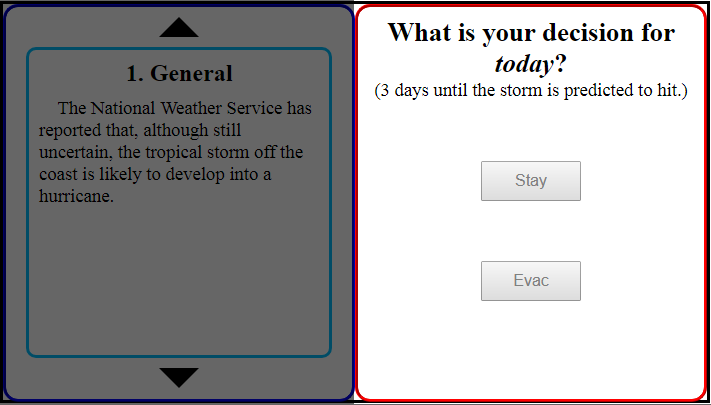 1. General
The National Weather Service has
reported that, although still
uncertain, the tropical storm off the
coast is likely to develop into a
hurricane.
What is your decision for
today?
(3 days until the storm is predicted to hit.)
Stay
Evac